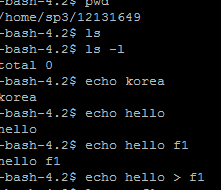 -bash-4.2$ pwd
/home/sp3/12131649
-bash-4.2$ ls
-bash-4.2$ ls -l
total 0
-bash-4.2$ echo korea
korea
-bash-4.2$ echo hello
hello
-bash-4.2$ echo hello f1
hello f1
-bash-4.2$ echo hello > f1